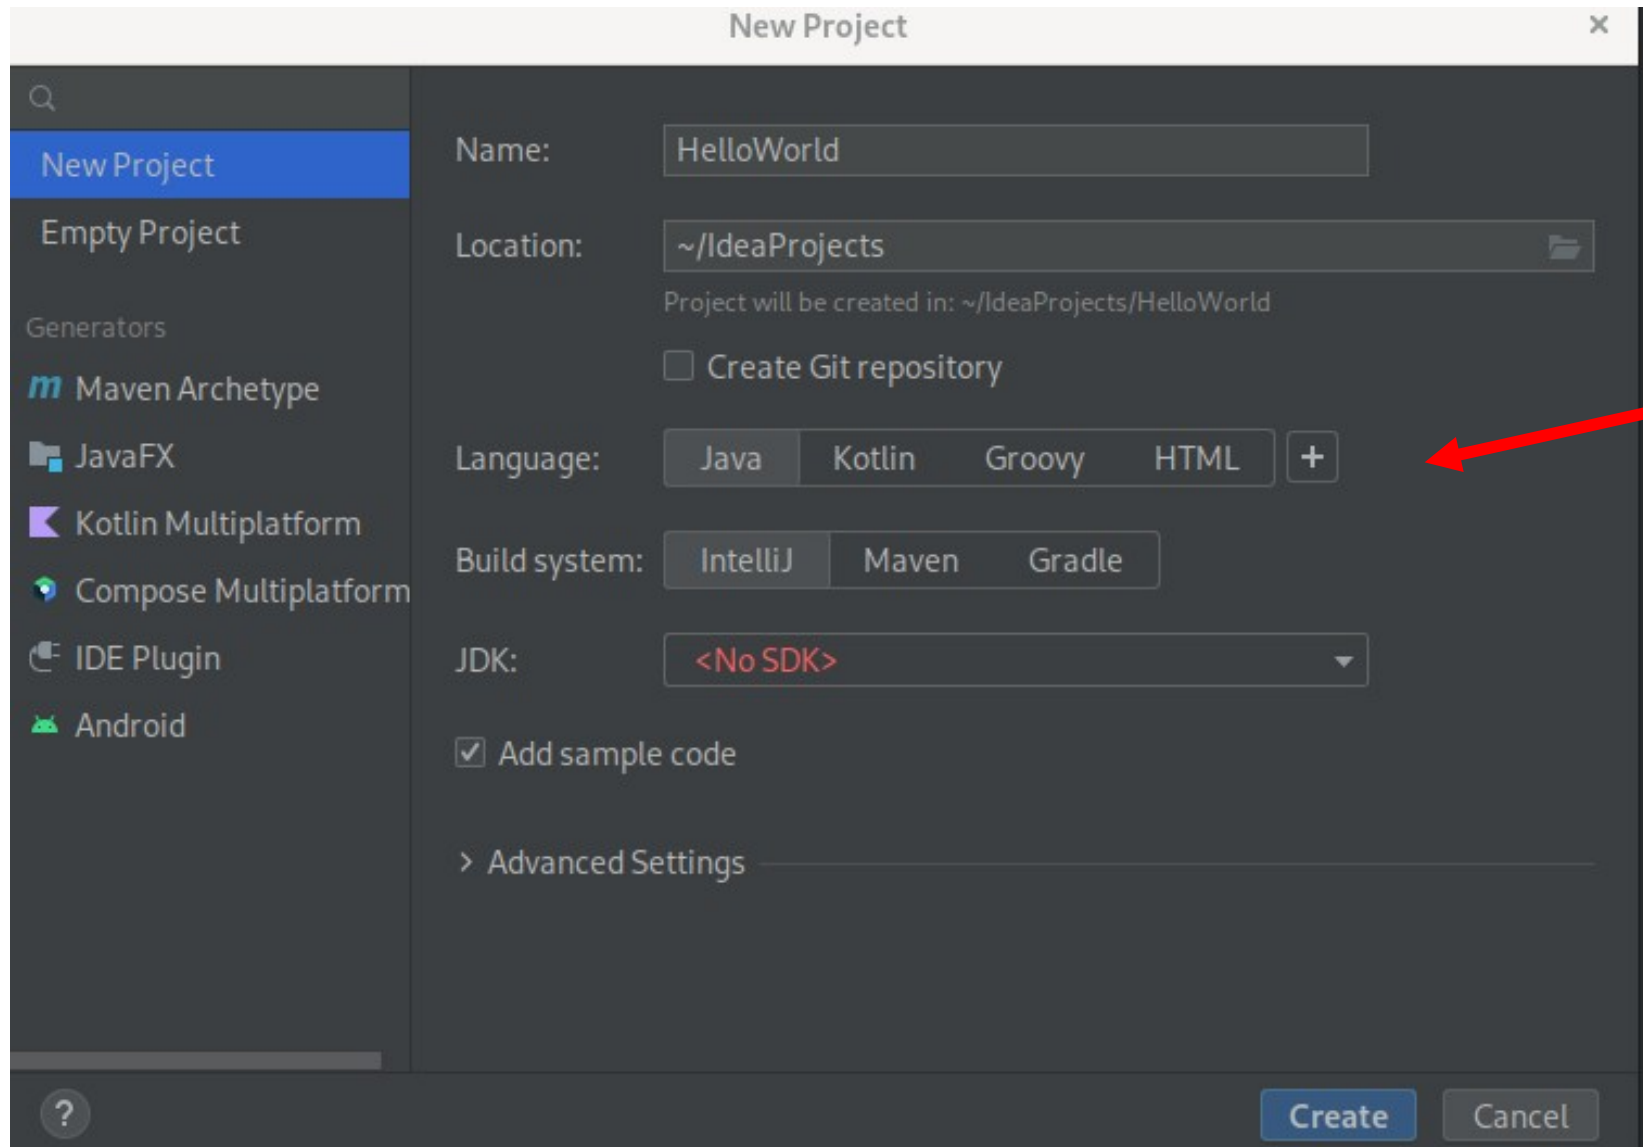 New Project
New Project
Empty Project
Generators
Maven Archetype
JavaFX
Kotlin Multiplatform
Compose Multiplatform
IDE Plugin
Android
Name: HelloWorld
Location: ~/IdeaProjects
Project will be created in: ~/IdeaProjects/HelloWorld
Create Git repository
Language: Java Kotlin Groovy HTML +
Build system: IntelliJ Maven Gradle
JDK: <No SDK>
Add sample code
> Advanced Settings
? Create Cancel